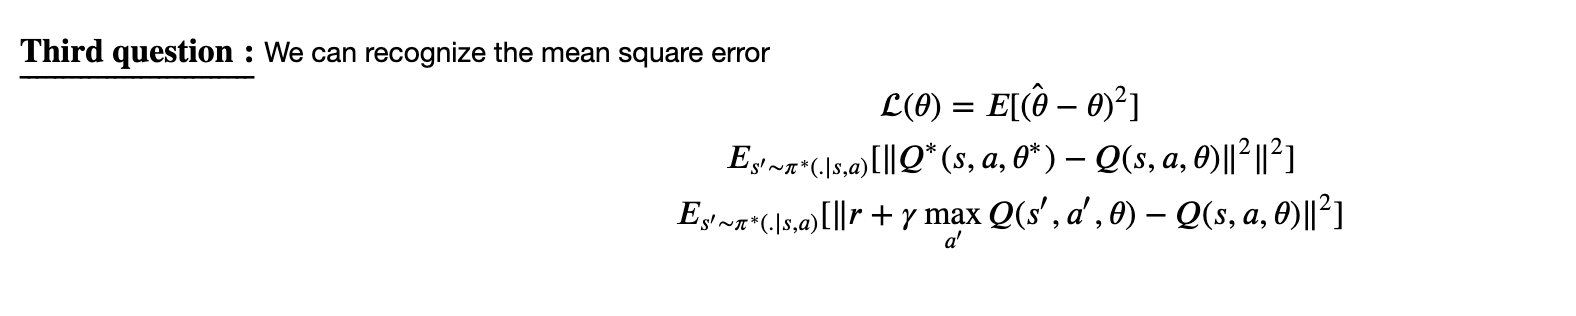 Third question : We can recognize the mean square error
ℒ(θ) = E[(θ̂ − θ)²]
E_{s′∼π*(.|s,a)}[‖Q*(s, a, θ*) − Q(s, a, θ)‖²‖²]
E_{s′∼π*(.|s,a)}[‖r + γ max_{a′} Q(s′, a′, θ) − Q(s, a, θ)‖²]